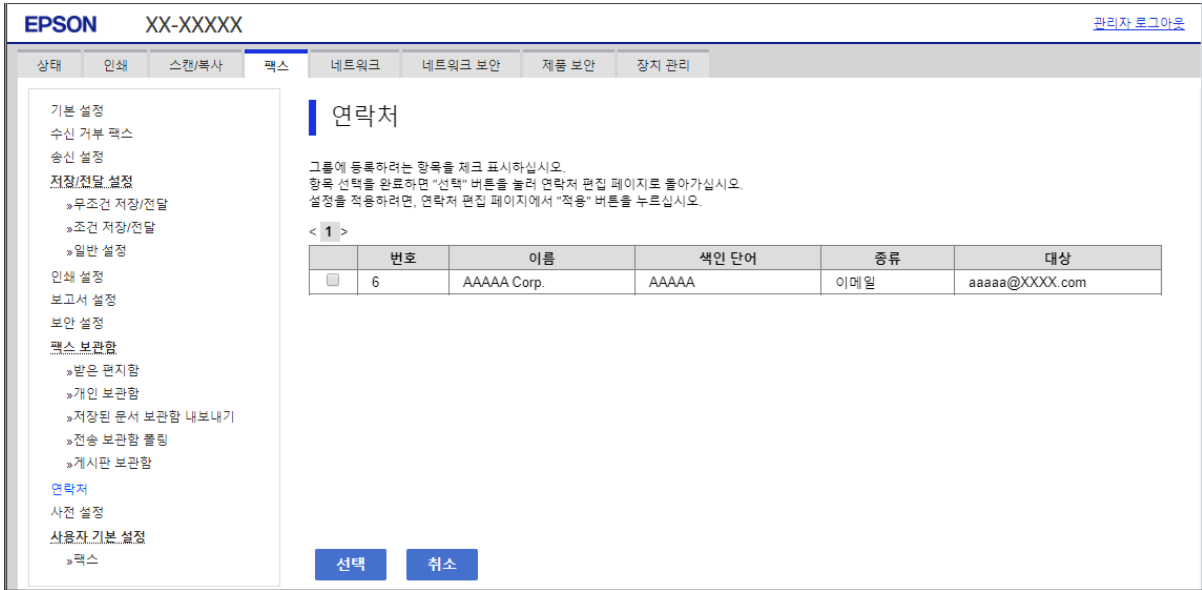 EPSON XX-XXXXX 관리자 로그아웃
상태 인쇄 스캔/복사 팩스 네트워크 네트워크 보안 제품 보안 장치 관리
기본 설정
수신 거부 팩스
송신 설정
저장/전달 설정
»무조건 저장/전달
»조건 저장/전달
»일반 설정
인쇄 설정
보고서 설정
보안 설정
팩스 보관함
»받은 편지함
»개인 보관함
»저장된 문서 보관함 내보내기
»전송 보관함 폴링
»게시판 보관함
연락처
사전 설정
사용자 기본 설정
»팩스
연락처
그룹에 등록하려는 항목을 체크 표시하십시오.
항목 선택을 완료하면 "선택" 버튼을 눌러 연락처 편집 페이지로 돌아가십시오.
설정을 적용하려면, 연락처 편집 페이지에서 "적용" 버튼을 누르십시오.
< 1 >
번호 이름 색인 단어 종류 대상
6 AAAAA Corp. AAAAA 이메일 aaaaa@XXXX.com
선택 취소